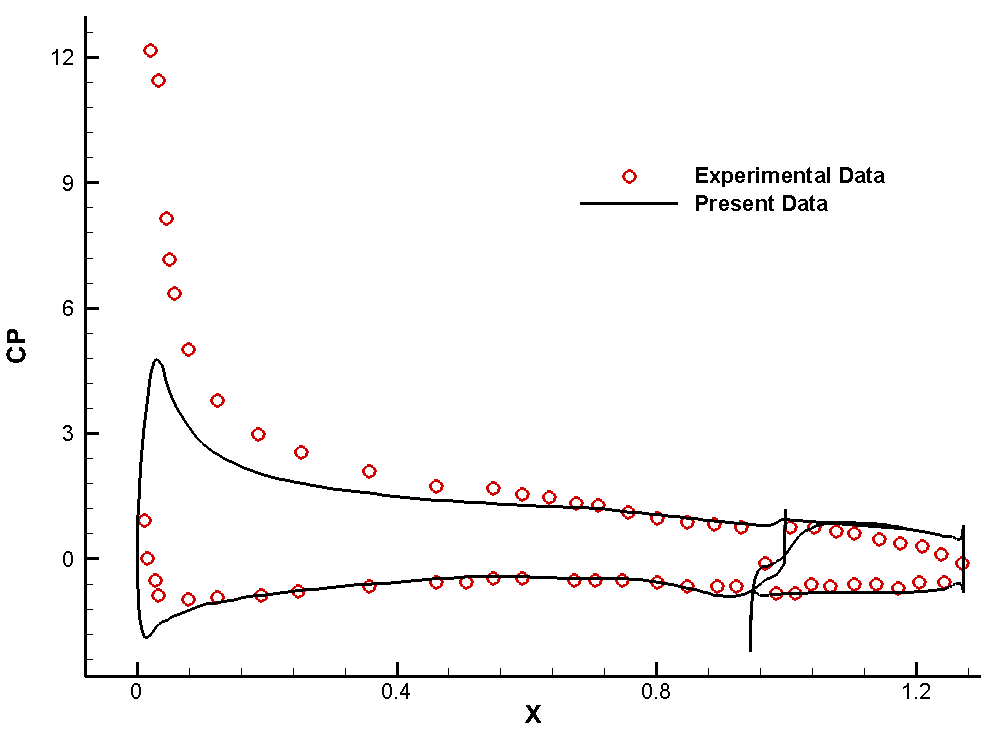 12
9
6
3
0
CP
Experimental Data
Present Data
0
0.4
0.8
1.2
X